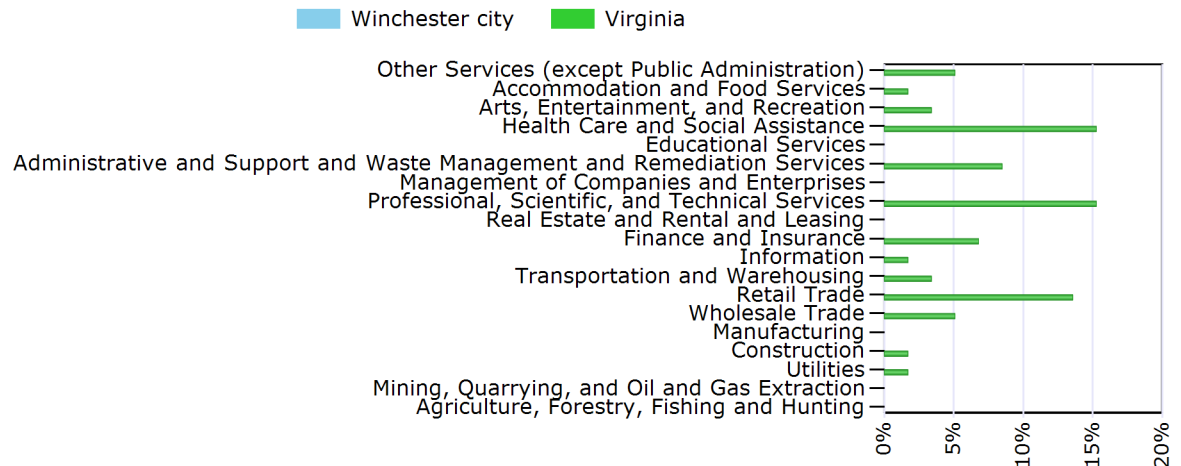 Winchester city Virginia
Other Services (except Public Administration)
Accommodation and Food Services
Arts, Entertainment, and Recreation
Health Care and Social Assistance
Educational Services
Administrative and Support and Waste Management and Remediation Services
Management of Companies and Enterprises
Professional, Scientific, and Technical Services
Real Estate and Rental and Leasing
Finance and Insurance
Information
Transportation and Warehousing
Retail Trade
Wholesale Trade
Manufacturing
Construction
Utilities
Mining, Quarrying, and Oil and Gas Extraction
Agriculture, Forestry, Fishing and Hunting
0% 5% 10% 15% 20%